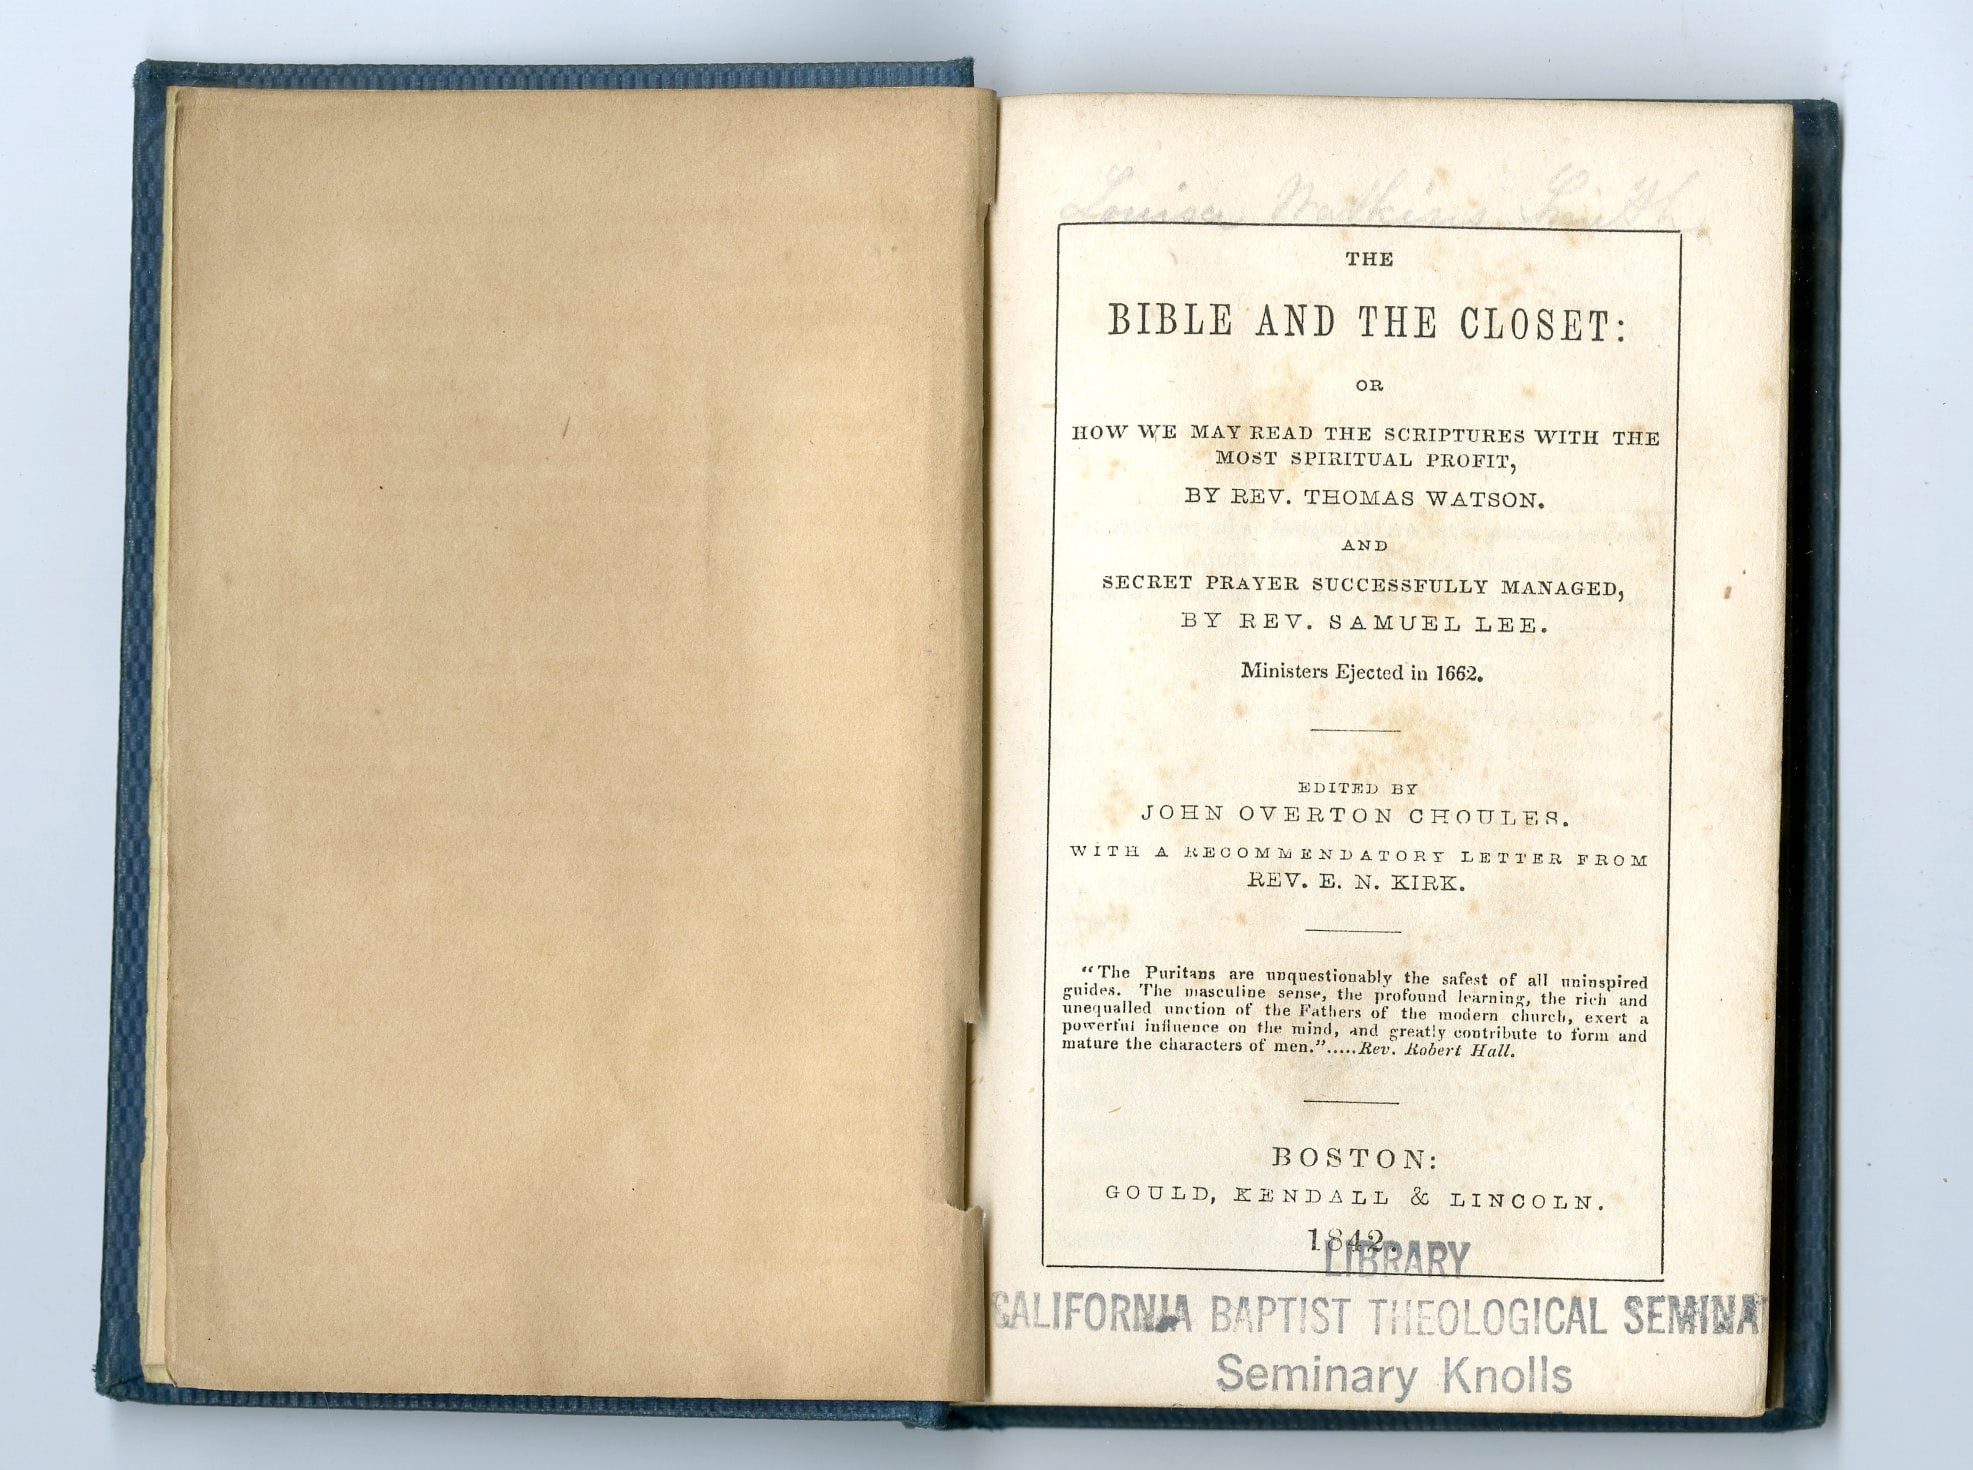 Louisa Watkins Smith
THE
BIBLE AND THE CLOSET:
OR
HOW WE MAY READ THE SCRIPTURES WITH THE
MOST SPIRITUAL PROFIT,
BY REV. THOMAS WATSON.
AND
SECRET PRAYER SUCCESSFULLY MANAGED,
BY REV. SAMUEL LEE.
Ministers Ejected in 1662.
EDITED BY
JOHN OVERTON CHOULES.
WITH A RECOMMENDATORY LETTER FROM
REV. E. N. KIRK.
“The Puritans are unquestionably the safest of all uninspired
guides. The masculine sense, the profound learning, the rich and
unequalled unction of the Fathers of the modern church, exert a
powerful influence on the mind, and greatly contribute to form and
mature the characters of men.”.....Rev. Robert Hall.
BOSTON:
GOULD, KENDALL & LINCOLN.
1842.
LIBRARY
CALIFORNIA BAPTIST THEOLOGICAL SEMINA
Seminary Knolls